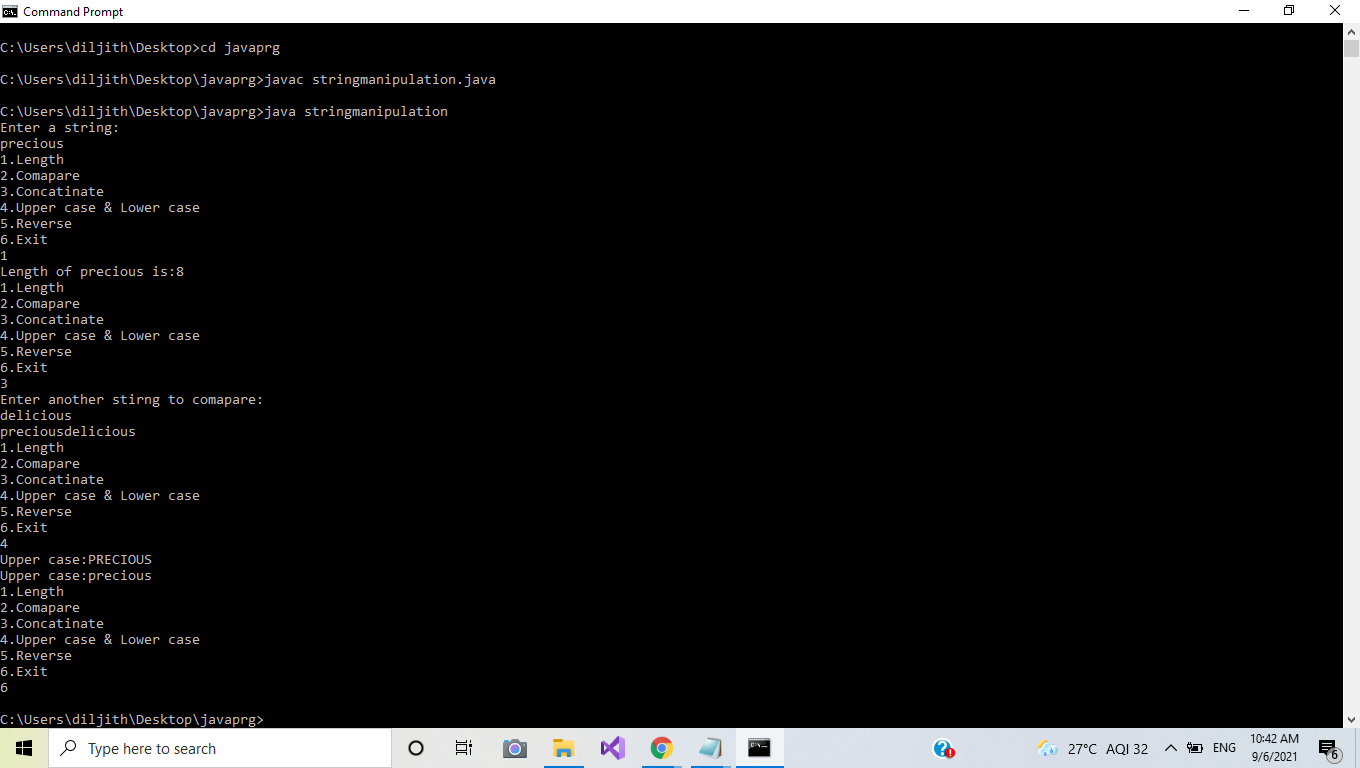 Command Prompt
C:\Users\diljith\Desktop>cd javaprg
C:\Users\diljith\Desktop\javaprg>javac stringmanipulation.java
C:\Users\diljith\Desktop\javaprg>java stringmanipulation
Enter a string:
precious
1.Length
2.Comapare
3.Concatinate
4.Upper case & Lower case
5.Reverse
6.Exit
1
Length of precious is:8
1.Length
2.Comapare
3.Concatinate
4.Upper case & Lower case
5.Reverse
6.Exit
3
Enter another stirng to comapare:
delicious
preciousdelicious
1.Length
2.Comapare
3.Concatinate
4.Upper case & Lower case
5.Reverse
6.Exit
4
Upper case:PRECIOUS
Upper case:precious
1.Length
2.Comapare
3.Concatinate
4.Upper case & Lower case
5.Reverse
6.Exit
6
C:\Users\diljith\Desktop\javaprg>
Type here to search
27°C AQI 32
ENG
10:42 AM
9/6/2021
6